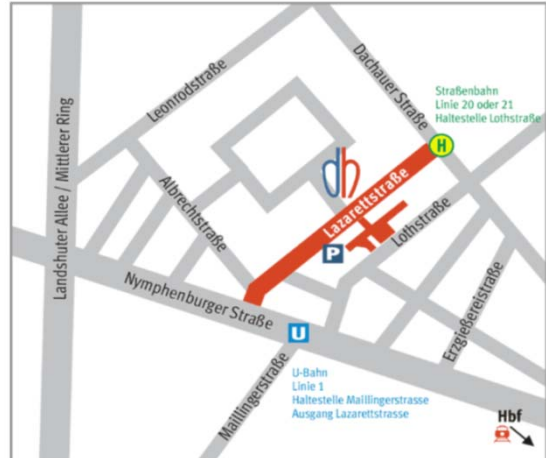 Leonrodstraße
Dachauer Straße
Straßenbahn
Linie 20 oder 21
Haltestelle Lothstraße
H
Landshuter Allee / Mittlerer Ring
Albrechtstraße
dh
Lazarettstraße
Lothstraße
P
Nymphenburger Straße
Erzgießereistraße
U
Maillingerstraße
U-Bahn
Linie 1
Haltestelle Maillingerstrasse
Ausgang Lazarettstrasse
Hbf